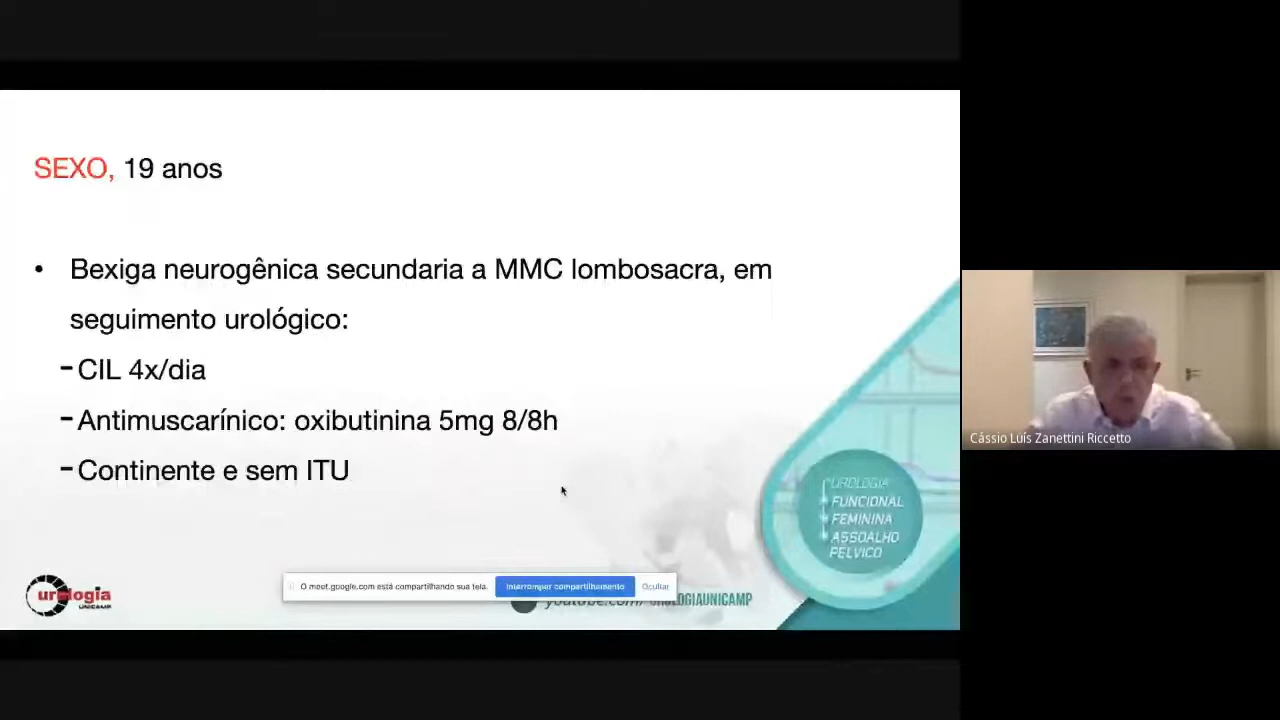 SEXO, 19 anos
• Bexiga neurogênica secundaria a MMC lombosacra, em
seguimento urológico:
- CIL 4x/dia
- Antimuscarínico: oxibutinina 5mg 8/8h
- Continente e sem ITU
UROLOGIA
FUNCIONAL
FEMININA
ASSOALHO
PÉLVICO
urologia
UNICAMP
O meet.google.com está compartilhando sua tela.
Interromper compartilhamento
Ocultar
youtube.com/UROLOGIAUNICAMP
Cássio Luís Zanettini Riccetto